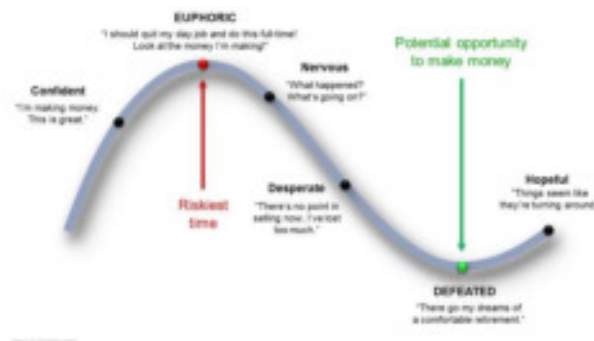 EUPHORIC
"I should quit my day job and do this full-time!
Look at the money I'm making!"
Confident
"I'm making money.
This is great."
Nervous
"What happened?
What's going on?"
Potential opportunity
to make money
Riskiest
time
Desperate
"There's no point in
selling now. I've lost
too much."
Hopeful
"Things seem like
they're turning around
DEFEATED
"There go my dreams of
a comfortable retirement."